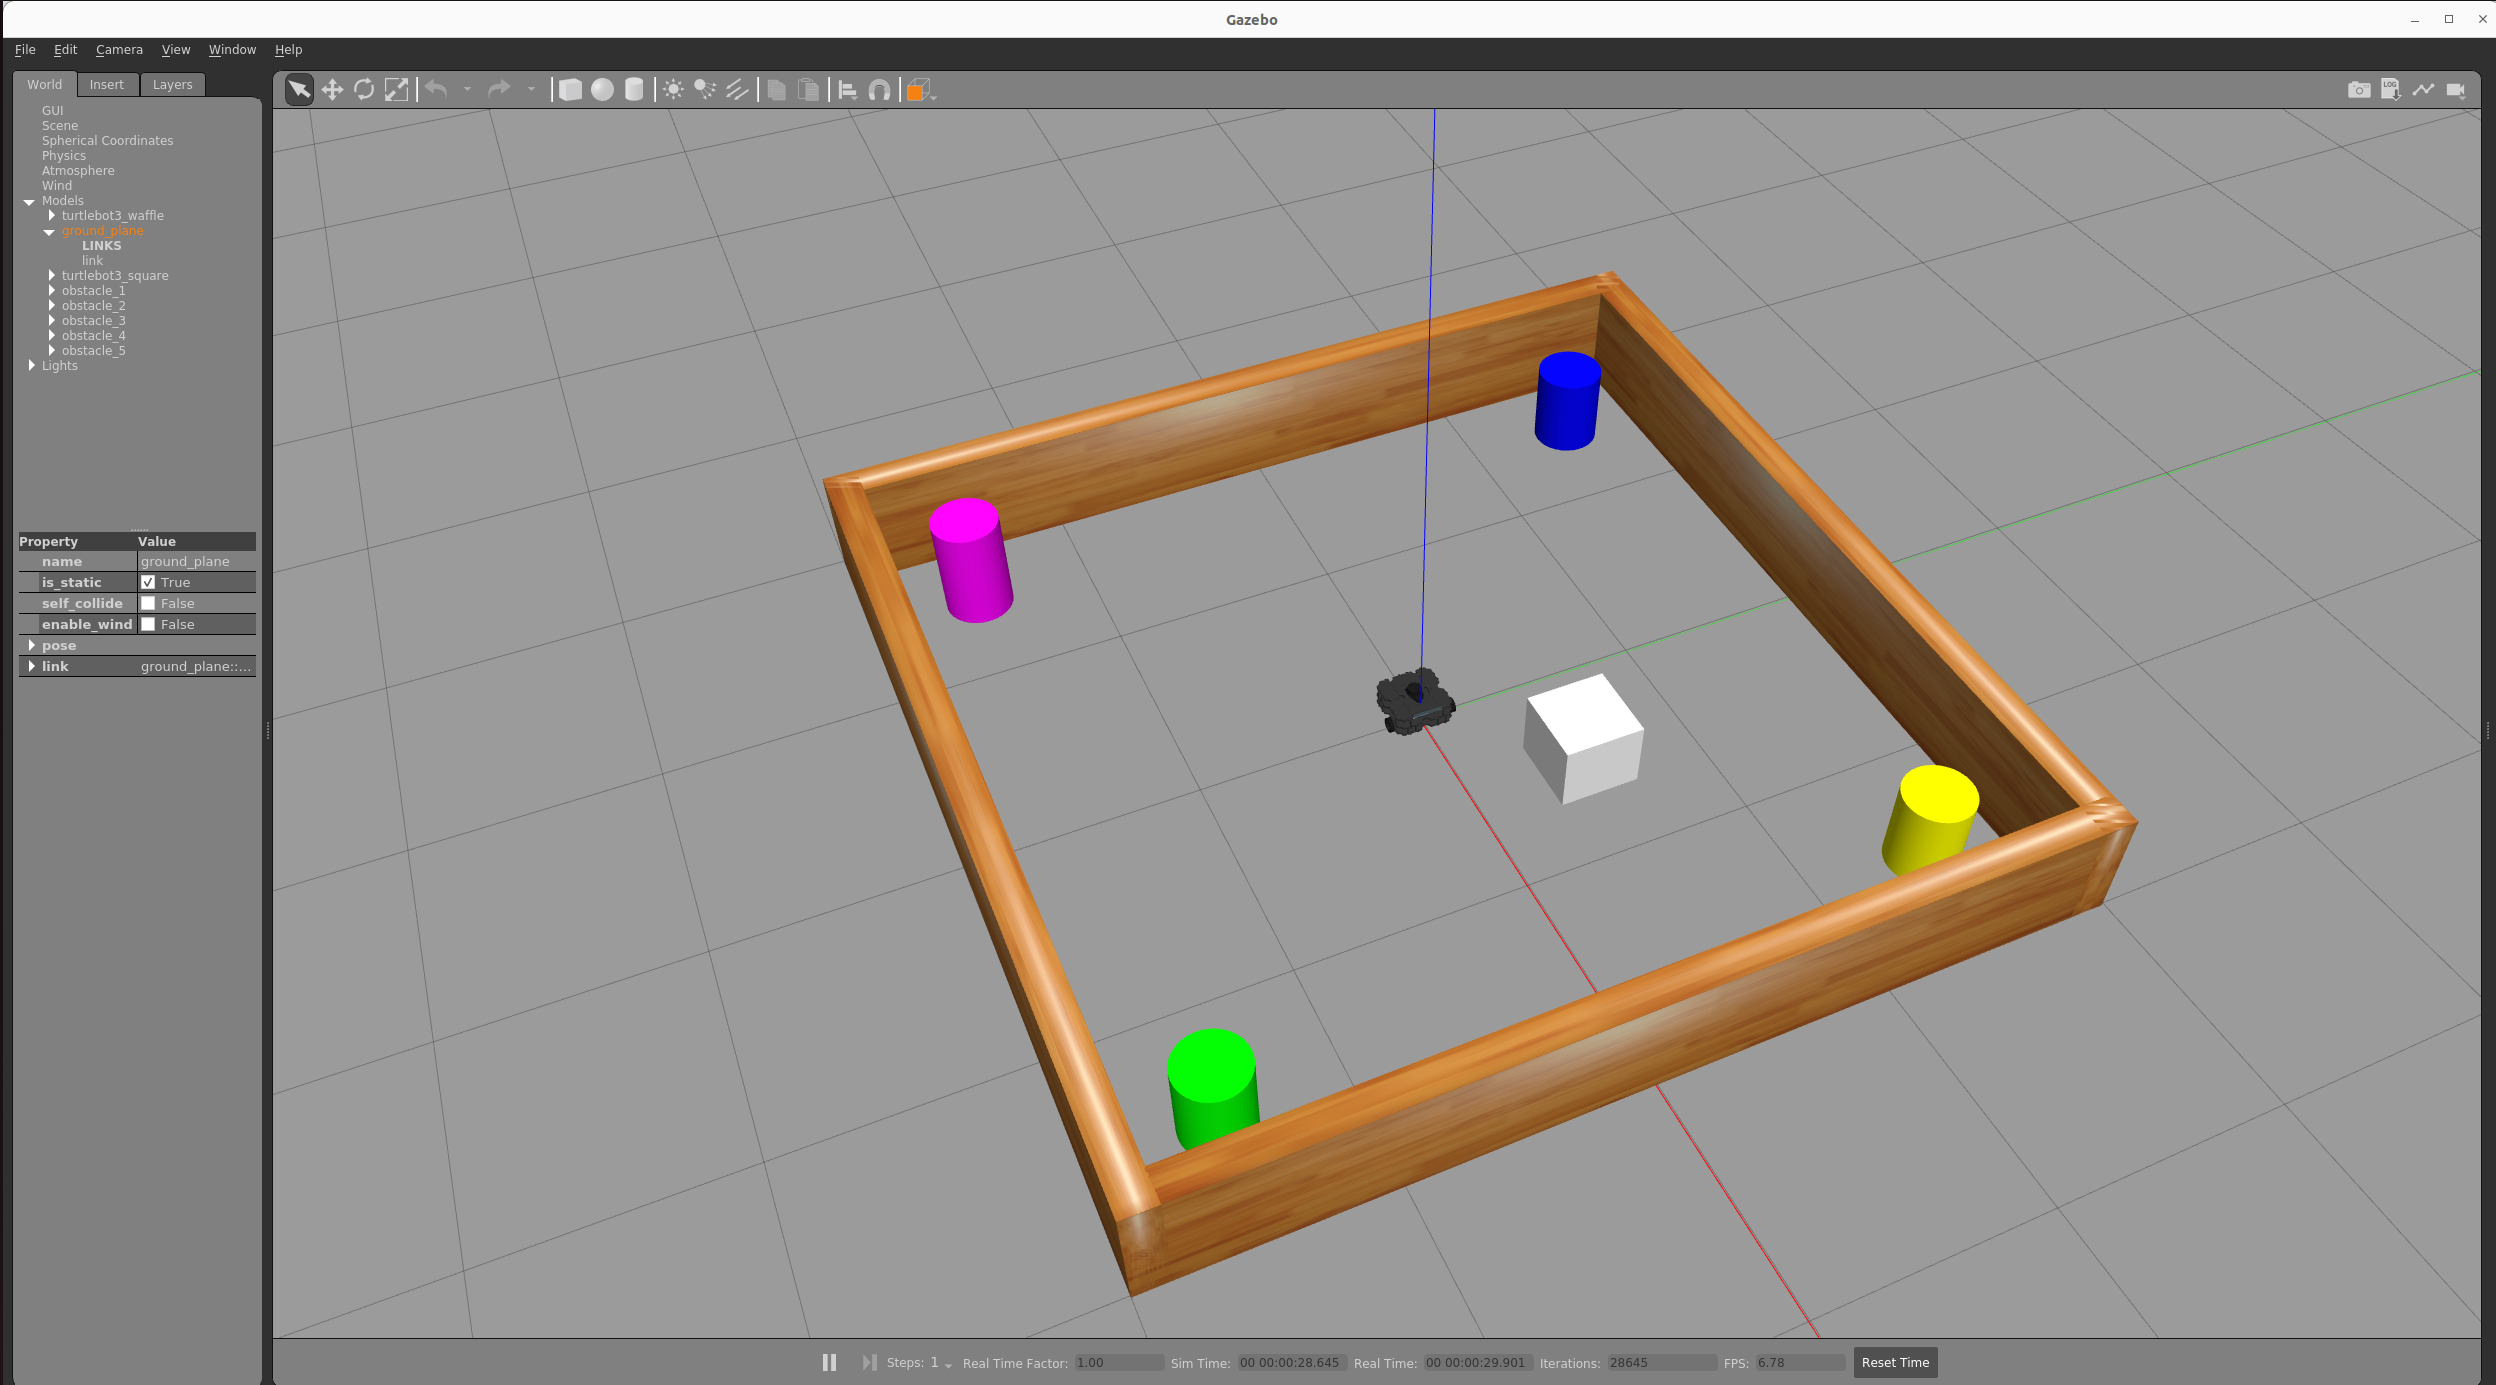 Gazebo
File Edit Camera View Window Help
World Insert Layers
GUI
Scene
Spherical Coordinates
Physics
Atmosphere
Wind
Models
turtlebot3_waffle
ground_plane
LINKS
link
turtlebot3_square
obstacle_1
obstacle_2
obstacle_3
obstacle_4
obstacle_5
Lights
Property Value
name ground_plane
is_static True
self_collide False
enable_wind False
pose
link ground_plane::...
LOG
Steps: 1 Real Time Factor: 1.00 Sim Time: 00 00:00:28.645 Real Time: 00 00:00:29.901 Iterations: 28645 FPS: 6.78 Reset Time